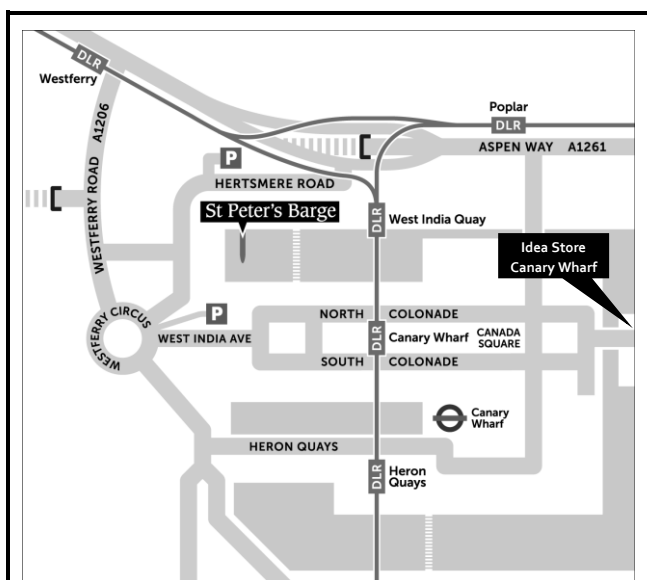 DLR
Westferry
Poplar
DLR
ASPEN WAY A1261
WESTFERRY ROAD A1206
P
HERTSMERE ROAD
St Peter's Barge
DLR
West India Quay
Idea Store
Canary Wharf
WESTFERRY CIRCUS
P
WEST INDIA AVE
NORTH COLONADE
DLR
Canary Wharf
CANADA
SQUARE
SOUTH COLONADE
Canary
Wharf
HERON QUAYS
DLR
Heron
Quays